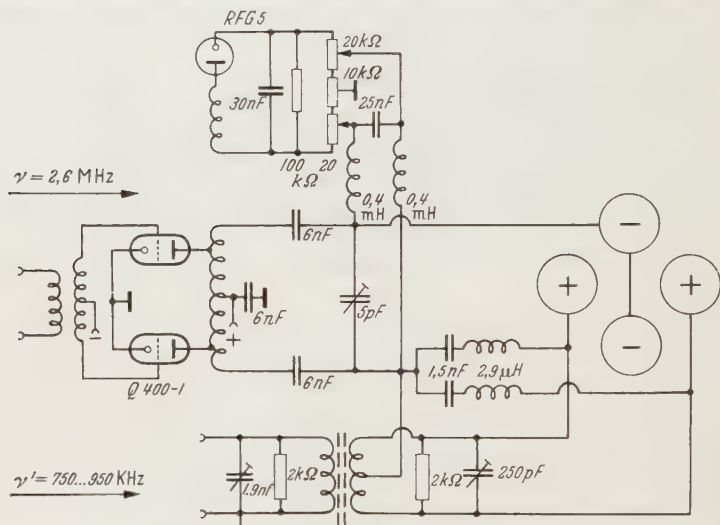 RFG5
20kΩ
10kΩ
30nF
25nF
100
kΩ
20
ν = 2,6 MHz
0,4
mH
0,4
mH
6nF
+
−
+
+
5pF
−
6nF
+
−
Q 400-1
6nF
1,5nF
2,9μH
ν' = 750...950 KHz
1.9nf
2kΩ
2kΩ
250pF